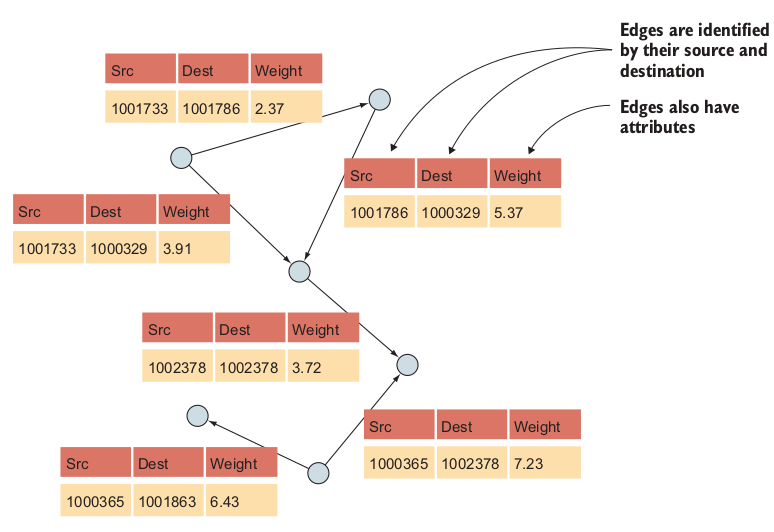 Edges are identified
by their source and
destination
Edges also have
attributes
Src Dest Weight
1001733 1001786 2.37
Src Dest Weight
1001786 1000329 5.37
Src Dest Weight
1001733 1000329 3.91
Src Dest Weight
1002378 1002378 3.72
Src Dest Weight
1000365 1002378 7.23
Src Dest Weight
1000365 1001863 6.43